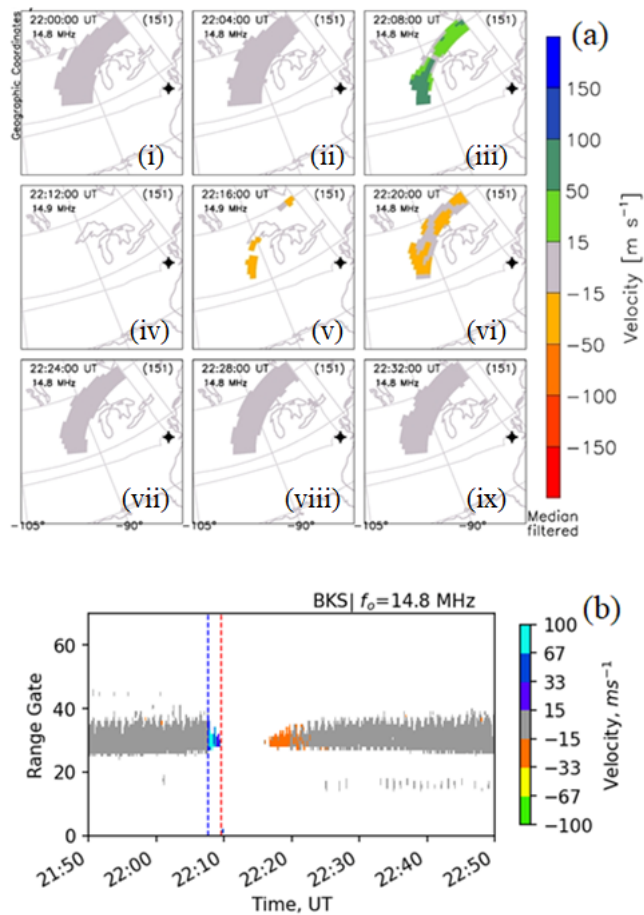 (a)
Geographic Coordinates
22:00:00 UT (151)
14.8 MHz
(i)
22:04:00 UT (151)
14.8 MHz
(ii)
22:08:00 UT (151)
14.8 MHz
(iii)
22:12:00 UT (151)
14.9 MHz
(iv)
22:16:00 UT (151)
14.9 MHz
(v)
22:20:00 UT (151)
14.8 MHz
(vi)
22:24:00 UT (151)
14.8 MHz
(vii)
22:28:00 UT (151)
14.8 MHz
(viii)
22:32:00 UT (151)
14.8 MHz
(ix)
−105° −90°
−105° −90°
−105° −90°
150
100
50
15
−15
−50
−100
−150
Velocity [m s⁻¹]
Median
filtered
(b)
BKS| fₒ=14.8 MHz
60
40
20
0
Range Gate
21:50
22:00
22:10
22:20
22:30
22:40
22:50
Time, UT
100
67
33
15
−15
−33
−67
−100
Velocity, ms⁻¹